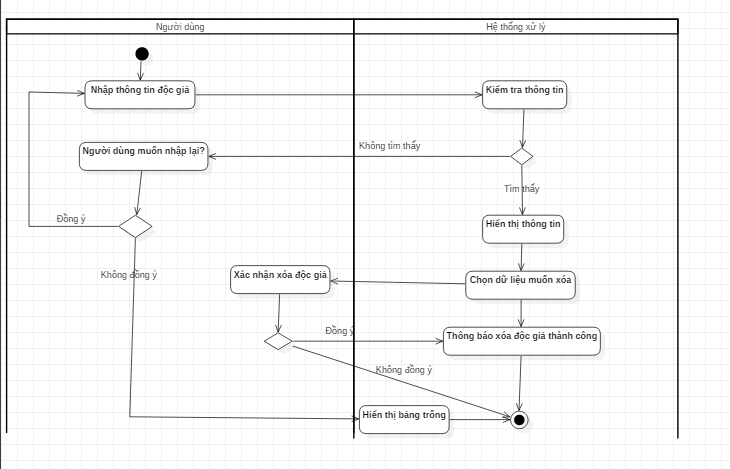 Người dùng
Hệ thống xử lý
Nhập thông tin độc giả
Kiểm tra thông tin
Người dùng muốn nhập lại?
Không tìm thấy
Tìm thấy
Đồng ý
Hiển thị thông tin
Không đồng ý
Xác nhận xóa độc giả
Chọn dữ liệu muốn xóa
Đồng ý
Thông báo xóa độc giả thành công
Không đồng ý
Hiển thị bảng trống